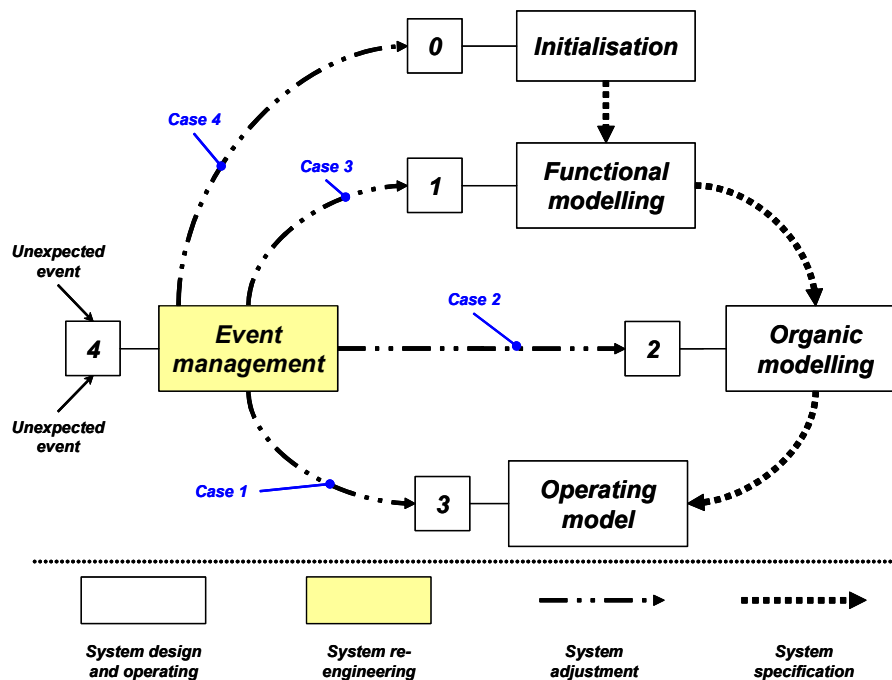 0
Initialisation
Case 4
Case 3
1
Functional
modelling
Unexpected
event
4
Event
management
Case 2
2
Organic
modelling
Unexpected
event
Case 1
3
Operating
model
System design
and operating
System re-
engineering
System
adjustment
System
specification